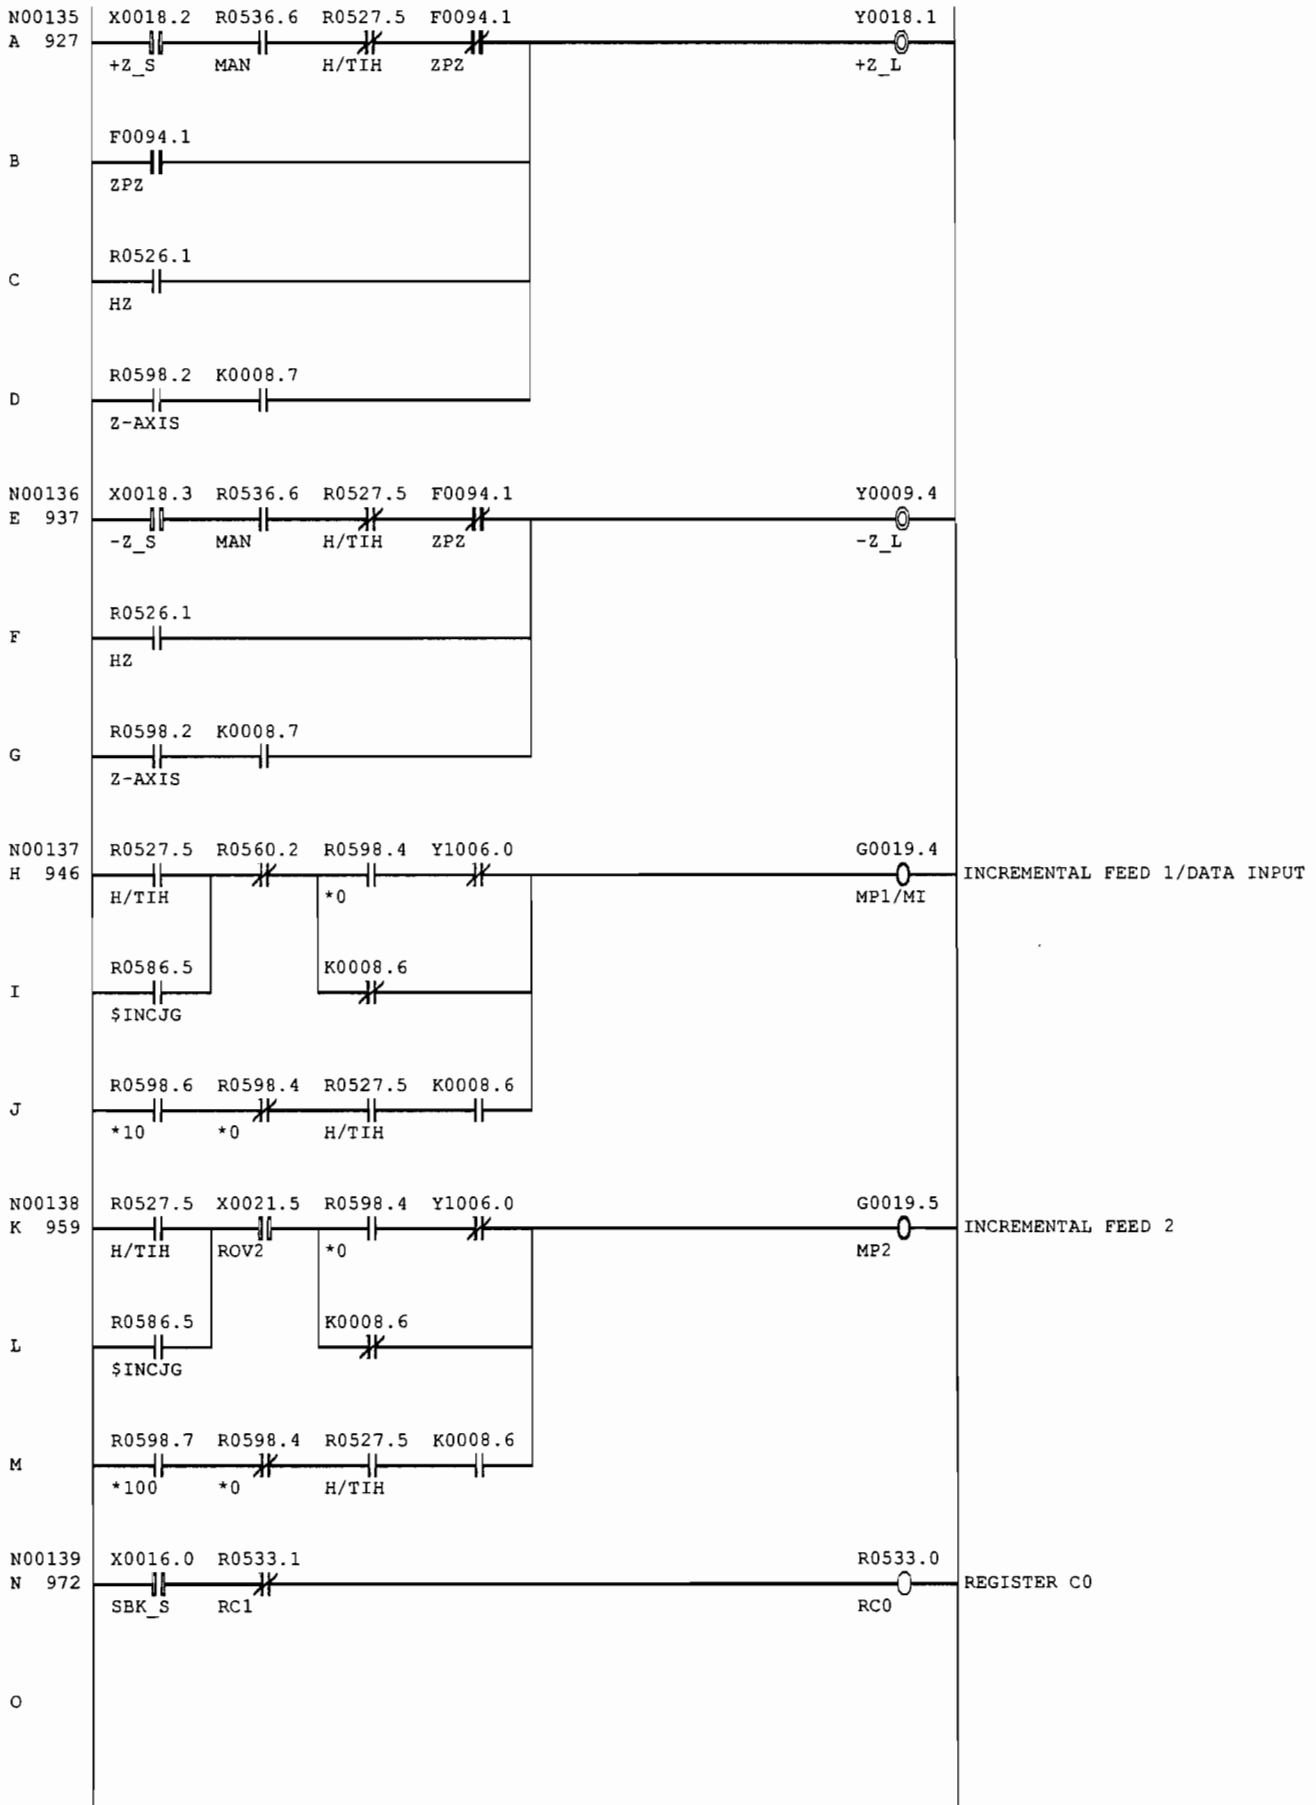 N00135 X0018.2 R0536.6 R0527.5 F0094.1 Y0018.1
A 927
+Z_S MAN H/TIH ZPZ +Z_L
F0094.1
B
ZPZ
R0526.1
C
HZ
R0598.2 K0008.7
D
Z-AXIS
N00136 X0018.3 R0536.6 R0527.5 F0094.1 Y0009.4
E 937
-Z_S MAN H/TIH ZPZ -Z_L
R0526.1
F
HZ
R0598.2 K0008.7
G
Z-AXIS
N00137 R0527.5 R0560.2 R0598.4 Y1006.0 G0019.4
H 946 INCREMENTAL FEED 1/DATA INPUT
H/TIH *0 MP1/MI
R0586.5 K0008.6
I
$INCJG
R0598.6 R0598.4 R0527.5 K0008.6
J
*10 *0 H/TIH
N00138 R0527.5 X0021.5 R0598.4 Y1006.0 G0019.5
K 959 INCREMENTAL FEED 2
H/TIH ROV2 *0 MP2
R0586.5 K0008.6
L
$INCJG
R0598.7 R0598.4 R0527.5 K0008.6
M
*100 *0 H/TIH
N00139 X0016.0 R0533.1 R0533.0
N 972 REGISTER C0
SBK_S RC1 RC0
O